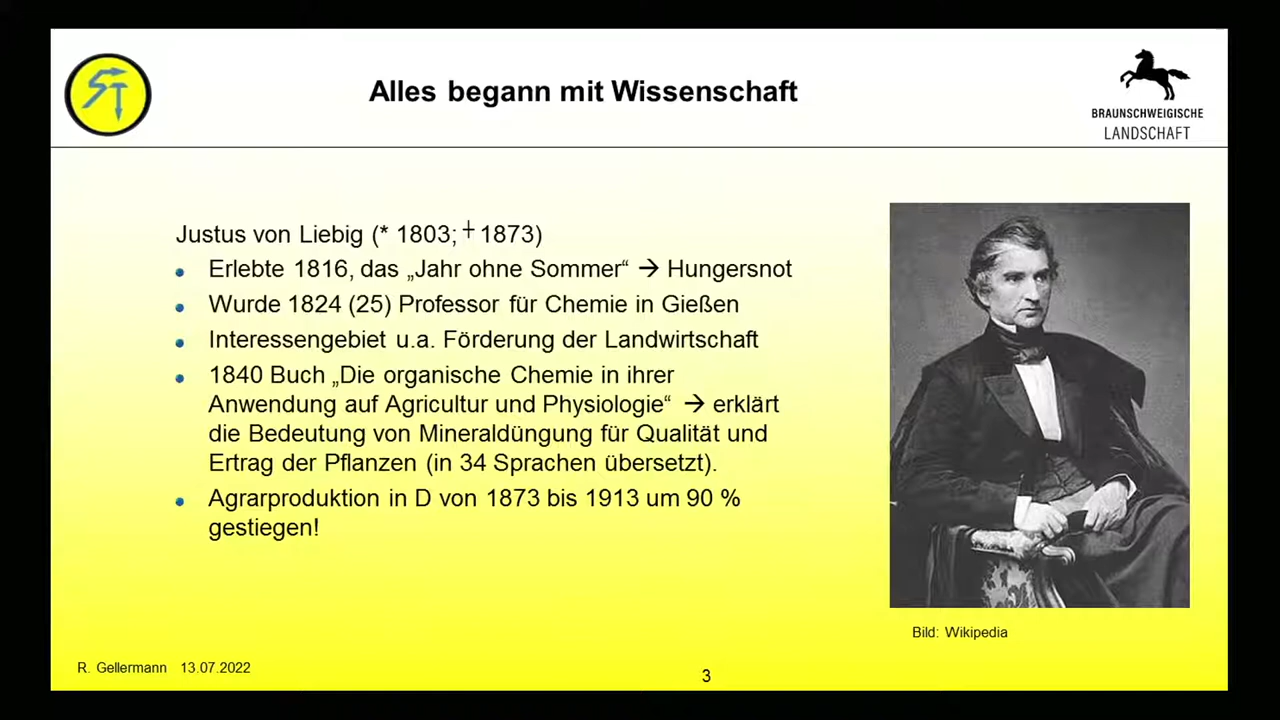 ST
Alles begann mit Wissenschaft
BRAUNSCHWEIGISCHE
LANDSCHAFT
Justus von Liebig (* 1803; ┼ 1873)
Erlebte 1816, das „Jahr ohne Sommer“ → Hungersnot
Wurde 1824 (25) Professor für Chemie in Gießen
Interessengebiet u.a. Förderung der Landwirtschaft
1840 Buch „Die organische Chemie in ihrer
Anwendung auf Agricultur und Physiologie“ → erklärt
die Bedeutung von Mineraldüngung für Qualität und
Ertrag der Pflanzen (in 34 Sprachen übersetzt).
Agrarproduktion in D von 1873 bis 1913 um 90 %
gestiegen!
Bild: Wikipedia
R. Gellermann 13.07.2022
3